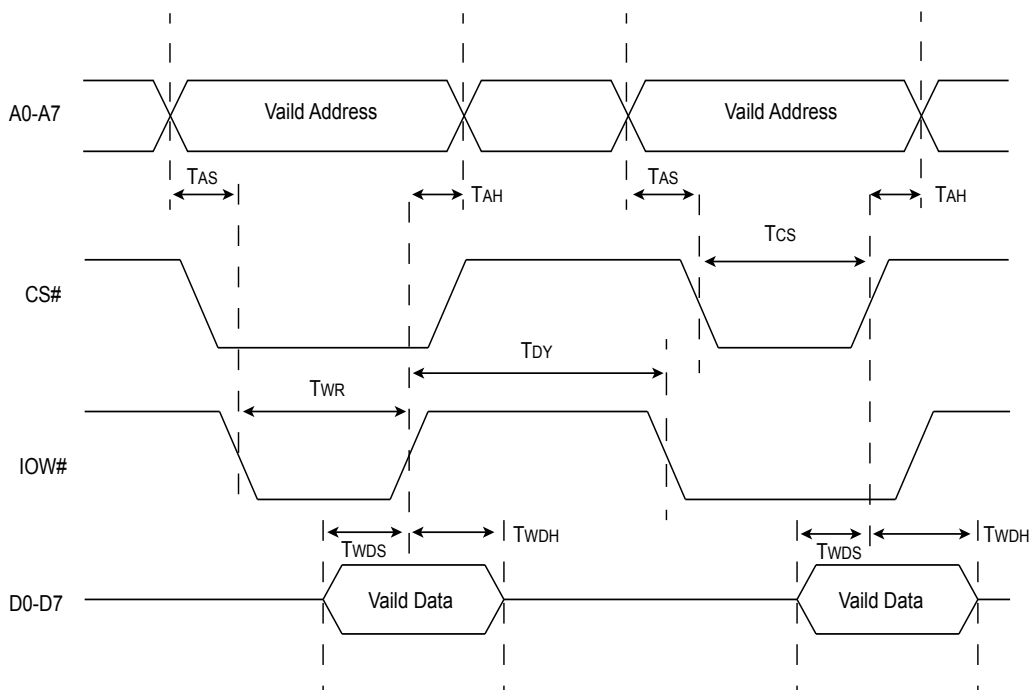 A0-A7
Vaild Address
Vaild Address
TAS
TAH
TAS
TAH
TCS
CS#
TDY
TWR
IOW#
TWDS
TWDH
TWDS
TWDH
D0-D7
Vaild Data
Vaild Data